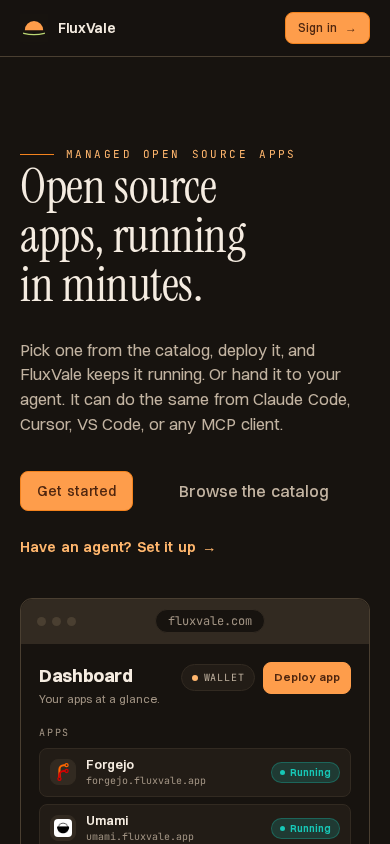 FluxVale
Sign in →
MANAGED OPEN SOURCE APPS
Open source
apps, running
in minutes.
Pick one from the catalog, deploy it, and
FluxVale keeps it running. Or hand it to your
agent. It can do the same from Claude Code,
Cursor, VS Code, or any MCP client.
Get started
Browse the catalog
Have an agent? Set it up →
fluxvale.com
Dashboard
WALLET
Deploy app
Your apps at a glance.
APPS
Forgejo
forgejo.fluxvale.app
Running
Umami
umami.fluxvale.app
Running